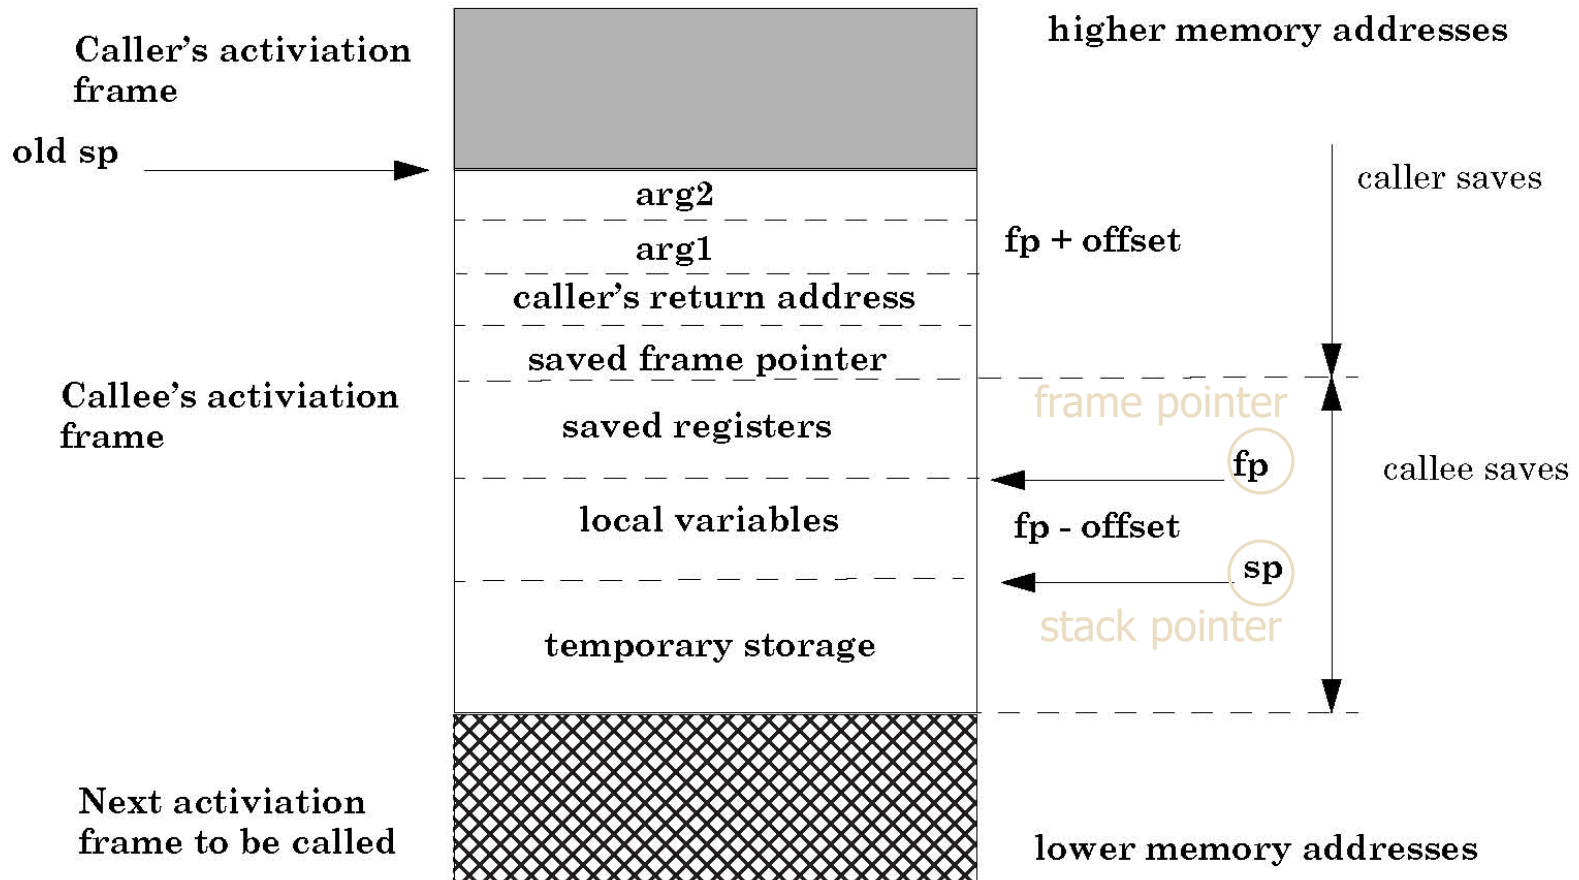 higher memory addresses
Caller's activiation
frame
old sp
arg2
caller saves
arg1
fp + offset
caller's return address
saved frame pointer
Callee's activiation
frame
frame pointer
saved registers
fp
callee saves
local variables
fp - offset
sp
stack pointer
temporary storage
Next activiation
frame to be called
lower memory addresses